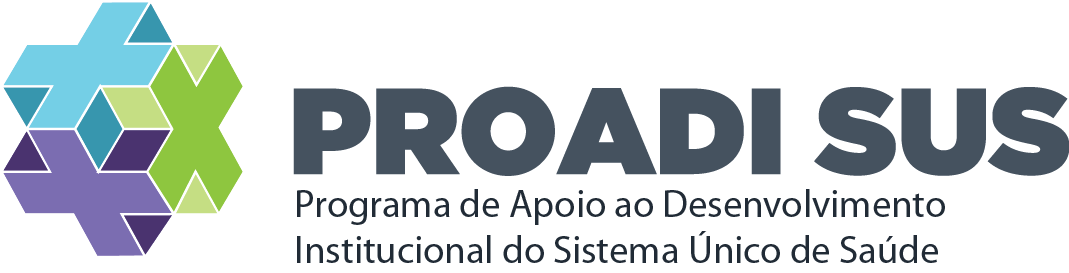 PROADI SUS
Programa de Apoio ao Desenvolvimento
Institucional do Sistema Único de Saúde